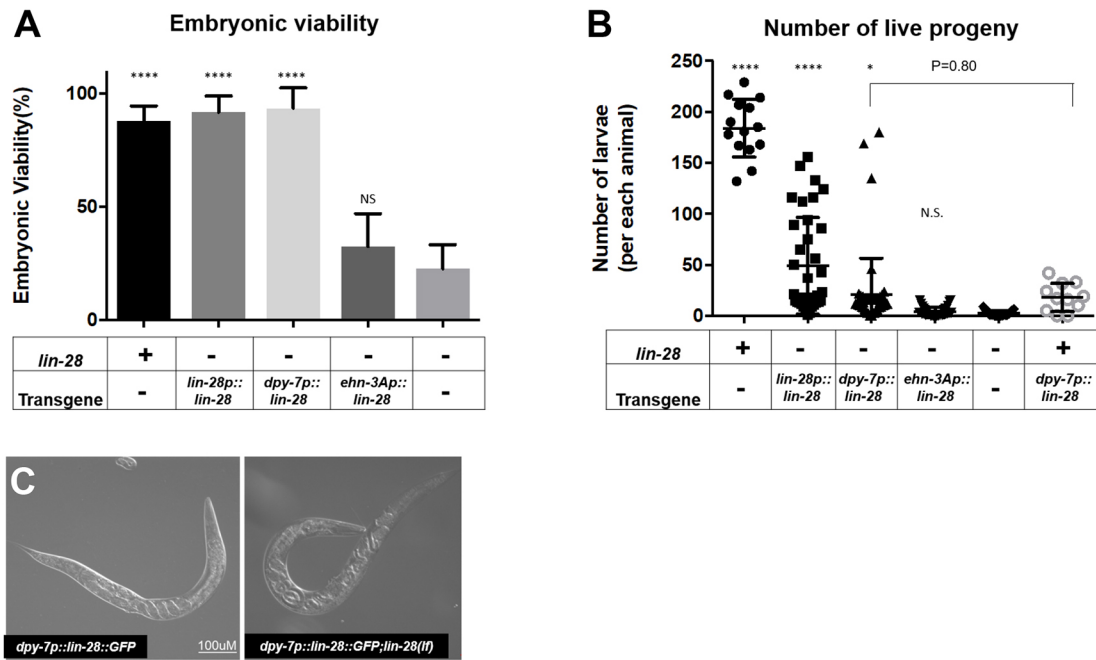 A
Embryonic viability
Embryonic Viability(%)
100
50
0
****
****
****
NS
lin-28
+
-
-
-
-
Transgene
-
lin-28p::
lin-28
dpy-7p::
lin-28
ehn-3Ap::
lin-28
-
B
Number of live progeny
Number of larvae
(per each animal)
250
200
150
100
50
0
****
****
*
P=0.80
N.S.
lin-28
+
-
-
-
-
+
Transgene
-
lin-28p::
lin-28
dpy-7p::
lin-28
ehn-3Ap::
lin-28
-
dpy-7p::
lin-28
C
dpy-7p::lin-28::GFP
100uM
dpy-7p::lin-28::GFP;lin-28(lf)